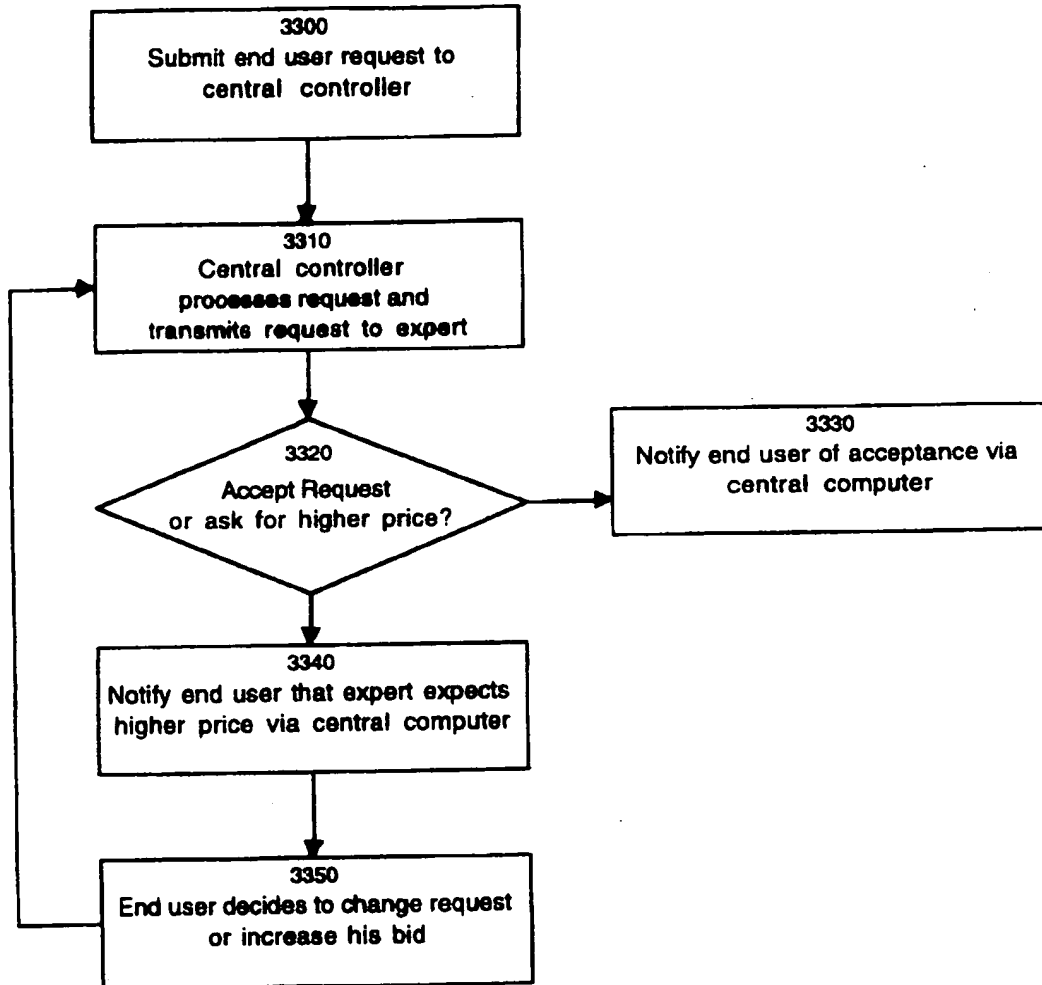 3300
Submit end user request to
central controller
3310
Central controller
processes request and
transmits request to expert
3320
Accept Request
or ask for higher price?
3330
Notify end user of acceptance via
central computer
3340
Notify end user that expert expects
higher price via central computer
3350
End user decides to change request
or increase his bid